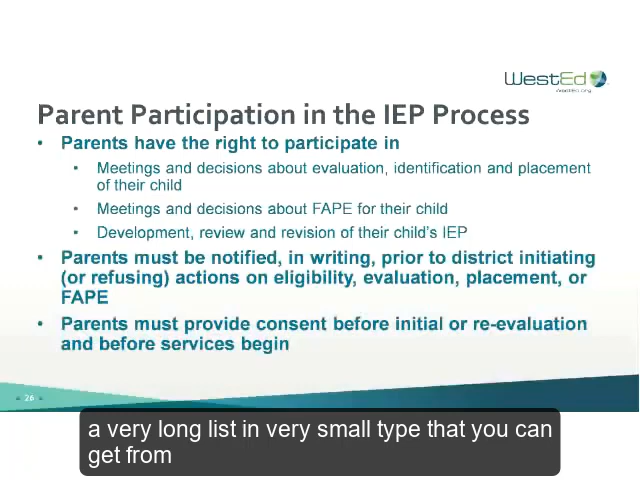 WestEd
WestEd.org
Parent Participation in the IEP Process
• Parents have the right to participate in
• Meetings and decisions about evaluation, identification and placement
of their child
• Meetings and decisions about FAPE for their child
• Development, review and revision of their child's IEP
• Parents must be notified, in writing, prior to district initiating
(or refusing) actions on eligibility, evaluation, placement, or
FAPE
• Parents must provide consent before initial or re-evaluation
and before services begin
26
a very long list in very small type that you can
get from